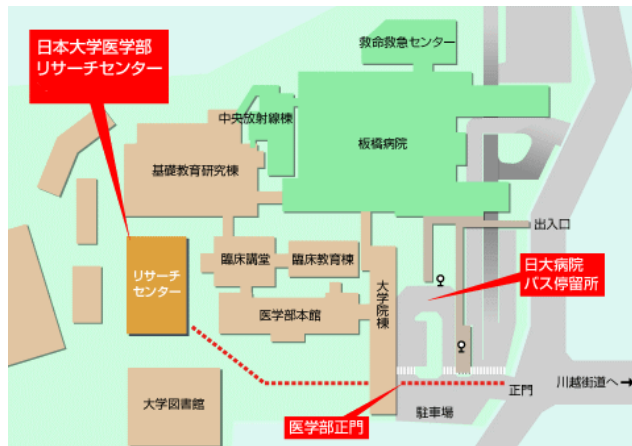 日本大学医学部
リサーチセンター
救命救急センター
中央放射線棟
板橋病院
基礎教育研究棟
出入口
臨床講堂
臨床教育棟
日大病院
バス停留所
リサーチ
センター
大学院棟
医学部本館
川越街道へ→
正門
大学図書館
駐車場
医学部正門